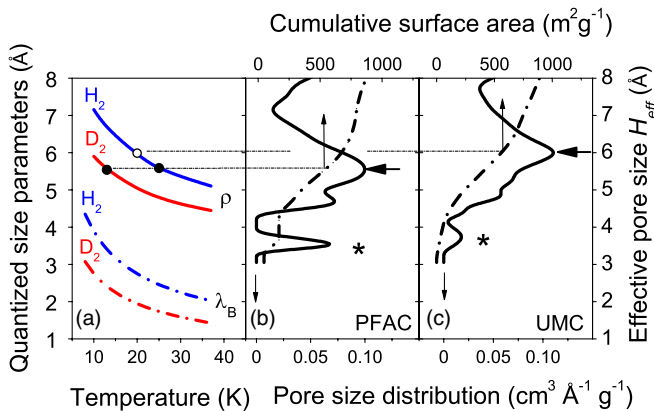 Cumulative surface area (m²g⁻¹)
0 500 1000 0 500 1000
Quantized size parameters (Å)
8
7
6
5
4
3
2
1
H₂
D₂
ρ
H₂
D₂
λ_B
(a)
*
(b) PFAC
*
(c) UMC
8
7
6
5
4
3
2
1
Effective pore size H_eff (Å)
10 20 30 0 0.05 0.10 0 0.05 0.10
Temperature (K) Pore size distribution (cm³ Å⁻¹ g⁻¹)